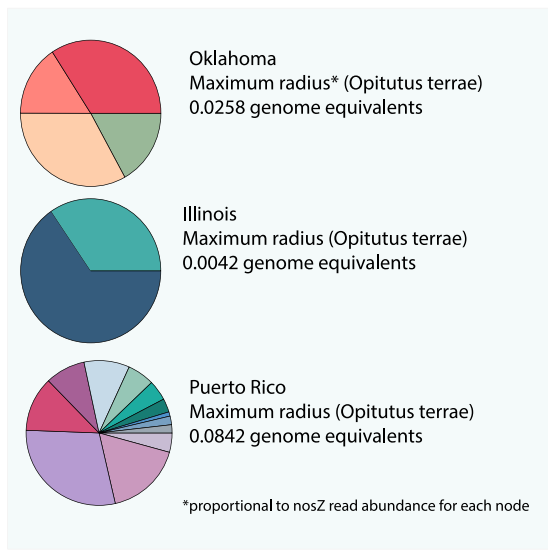 Oklahoma
Maximum radius* (Opitutus terrae)
0.0258 genome equivalents
Illinois
Maximum radius (Opitutus terrae)
0.0042 genome equivalents
Puerto Rico
Maximum radius (Opitutus terrae)
0.0842 genome equivalents
*proportional to nosZ read abundance for each node